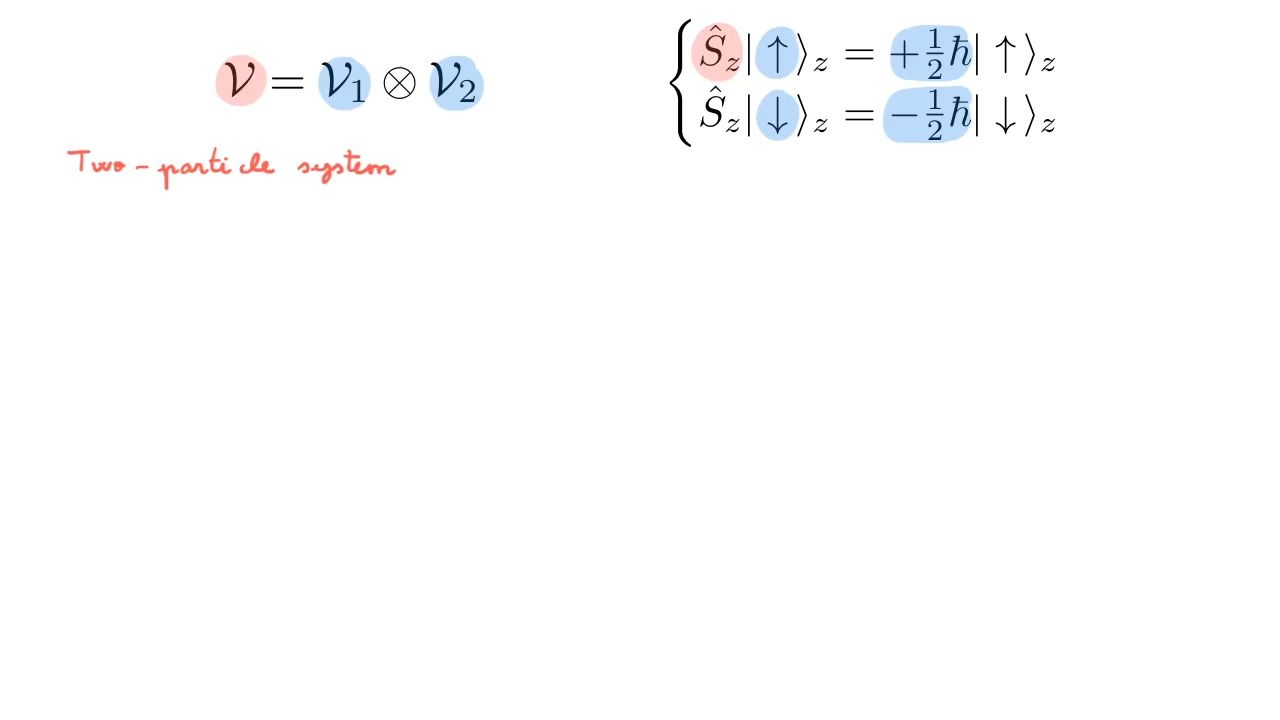 𝒱 = 𝒱₁ ⊗ 𝒱₂
Two-particle system
Ŝ_z|↑⟩_z = +½ħ|↑⟩_z
Ŝ_z|↓⟩_z = −½ħ|↓⟩_z